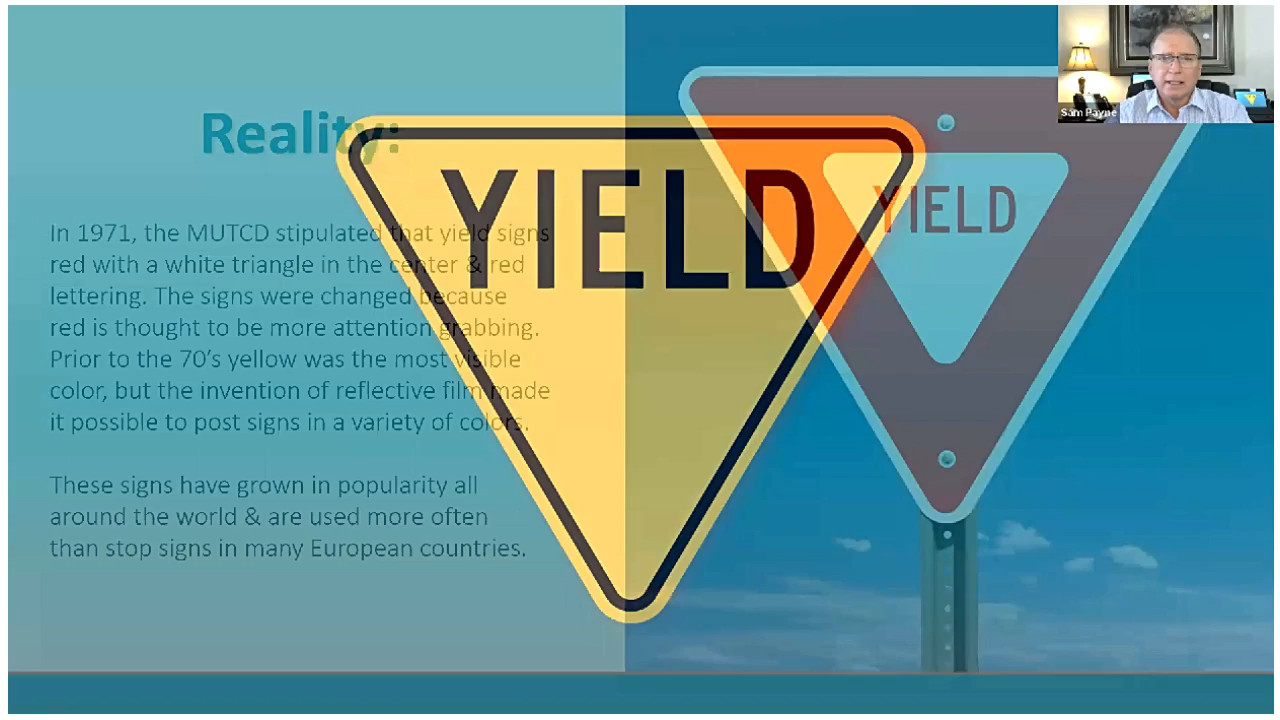 Sam Payne
Reality:
YIELD
YIELD
In 1971, the MUTCD stipulated that yield signs
red with a white triangle in the center & red
lettering. The signs were changed because
red is thought to be more attention grabbing.
Prior to the 70's yellow was the most visible
color, but the invention of reflective film made
it possible to post signs in a variety of colors.
These signs have grown in popularity all
around the world & are used more often
than stop signs in many European countries.